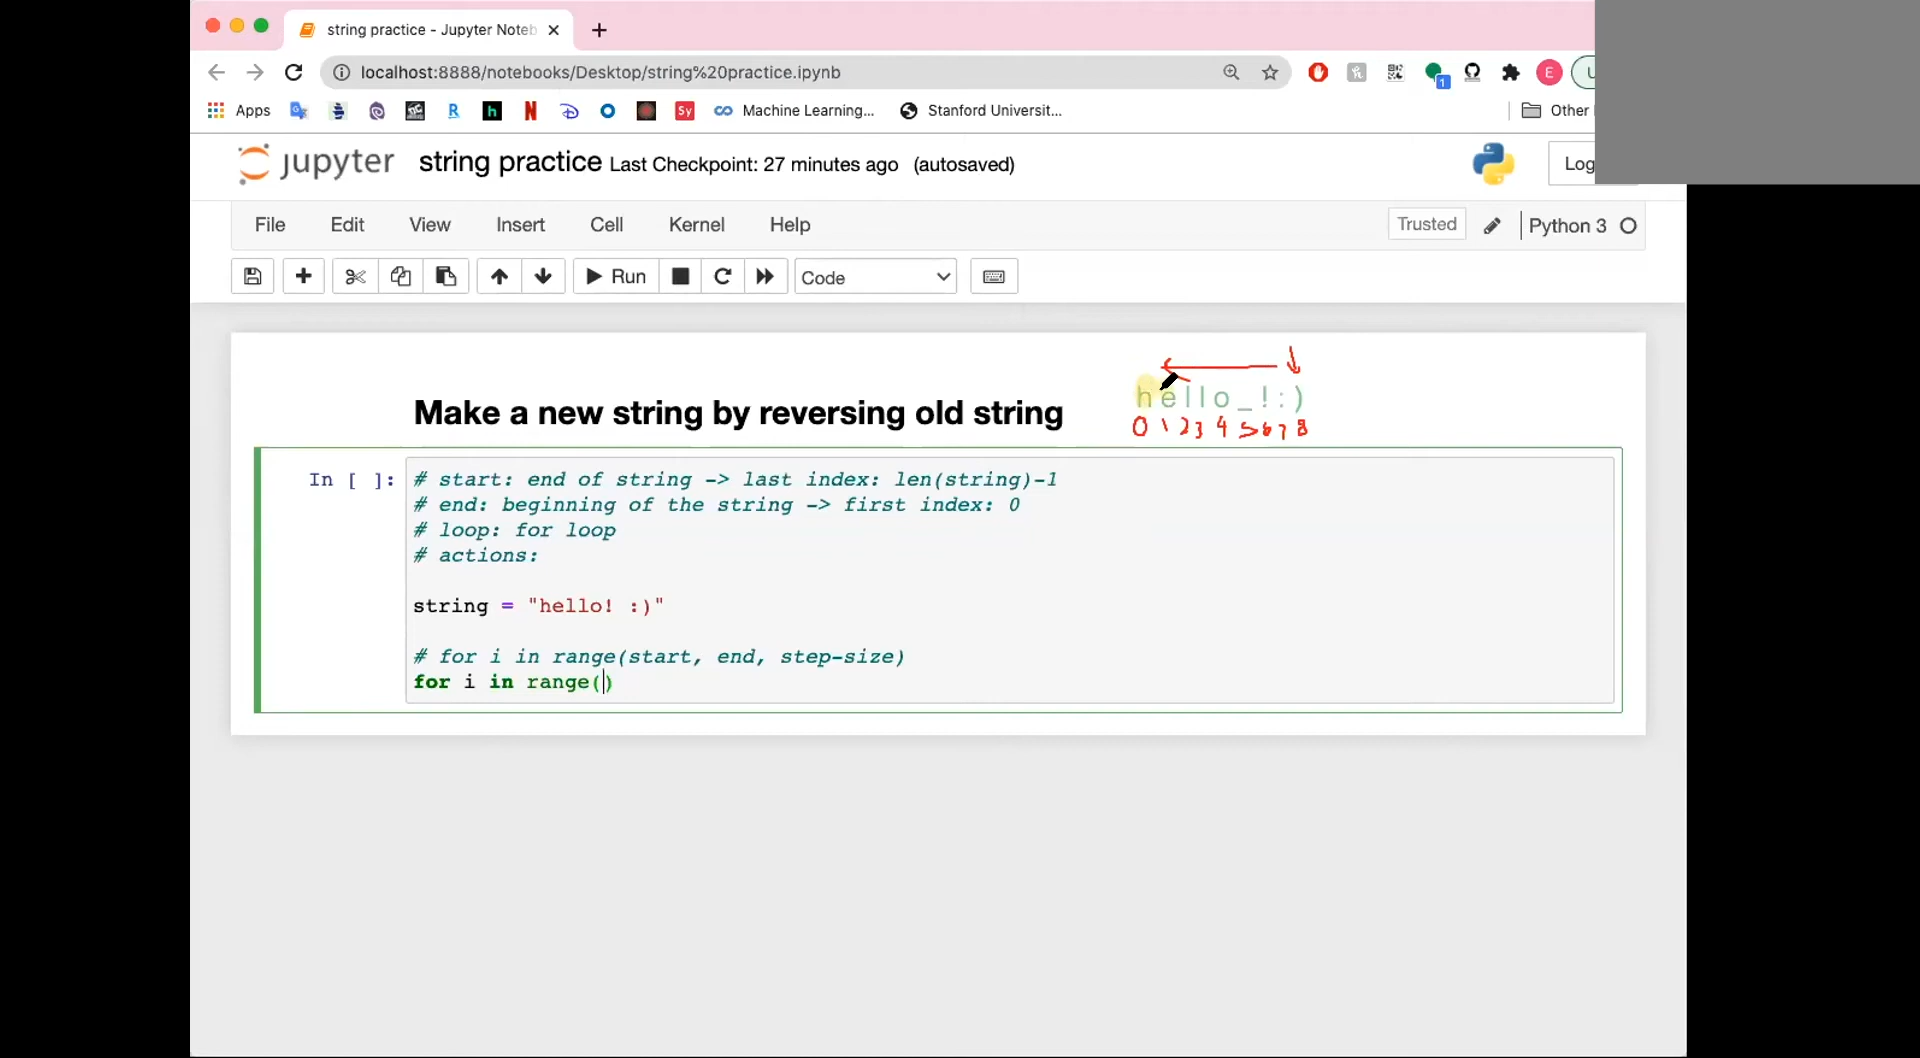 string practice - Jupyter Noteb
localhost:8888/notebooks/Desktop/string%20practice.ipynb
1
E
U
Apps
R
h
N
Sy
Machine Learning...
Stanford Universit...
Other
jupyter string practice Last Checkpoint: 27 minutes ago (autosaved)
Log
File Edit View Insert Cell Kernel Help
Trusted
Python 3
Run
Code
Make a new string by reversing old string
hello_!:)
0 1 2 3 4 5 6 7 8
In [ ]:
# start: end of string -> last index: len(string)-1
# end: beginning of the string -> first index: 0
# loop: for loop
# actions:
string = "hello! :)"
# for i in range(start, end, step-size)
for i in range()